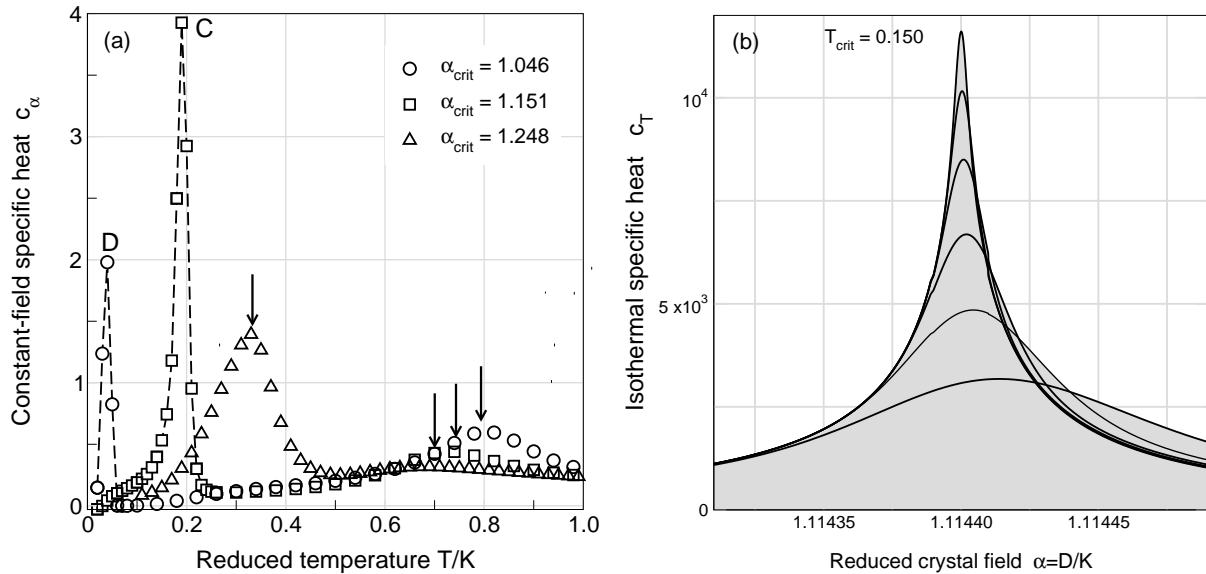 (a)
C
D
α_crit = 1.046
α_crit = 1.151
α_crit = 1.248
Constant-field specific heat c_α
4
3
2
1
0
0
0.2
0.4
0.6
0.8
1.0
Reduced temperature T/K
(b)
T_crit = 0.150
Isothermal specific heat c_T
10^4
5 x10^3
0
1.11435
1.11440
1.11445
Reduced crystal field α=D/K